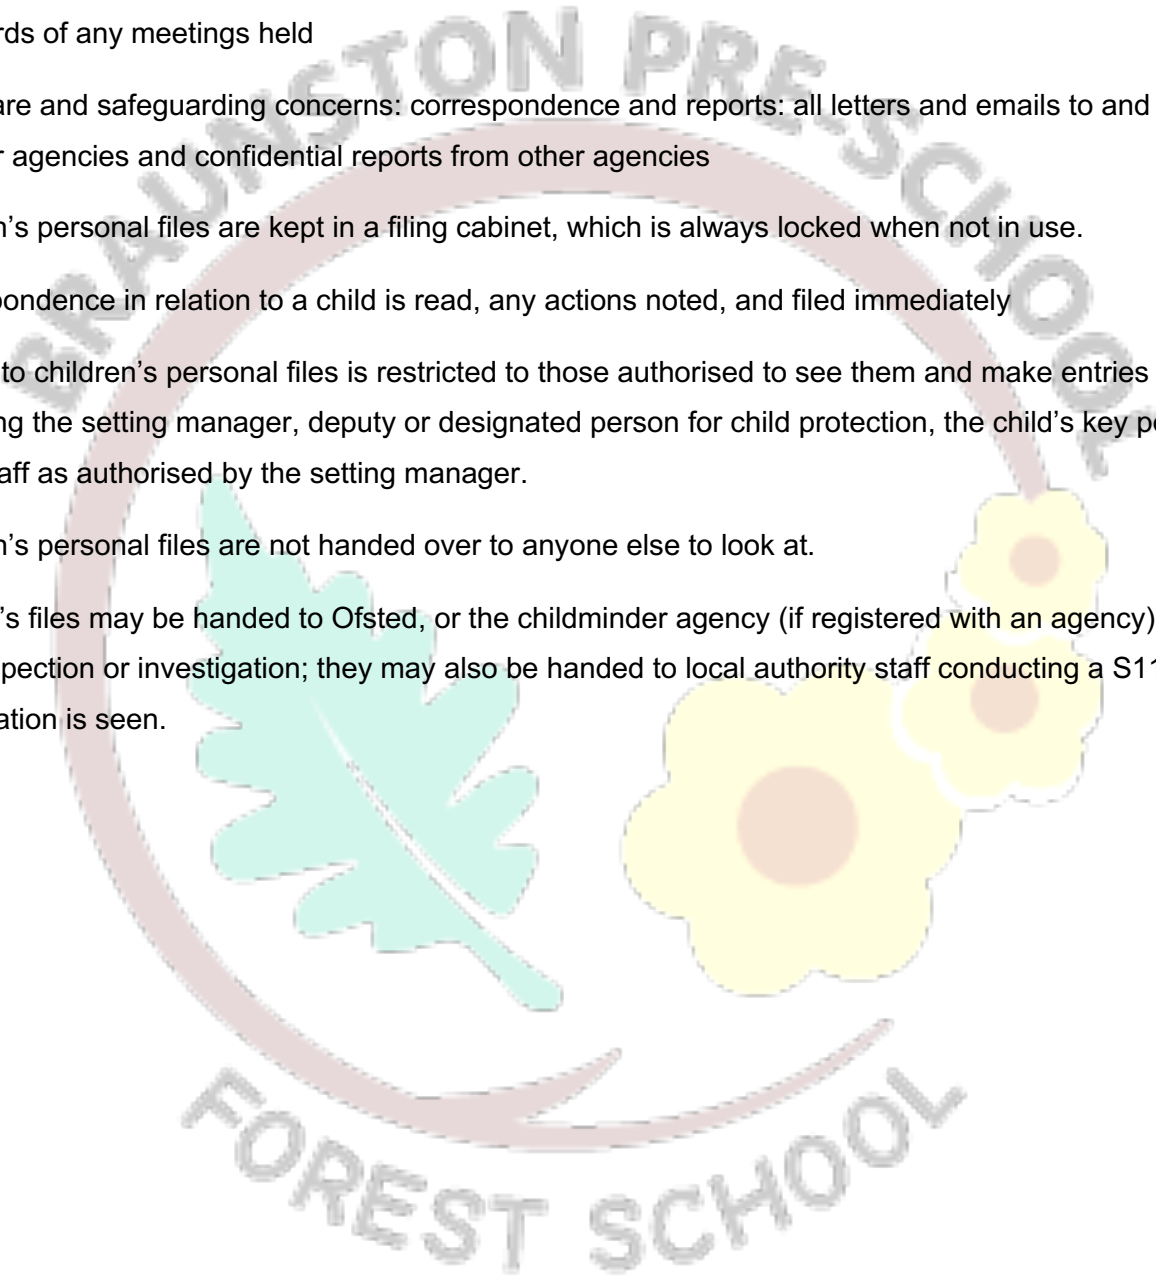 BRAUNSTON PRE-SCHOOL
rds of any meetings held
are and safeguarding concerns: correspondence and reports: all letters and emails to and
r agencies and confidential reports from other agencies
n’s personal files are kept in a filing cabinet, which is always locked when not in use.
pondence in relation to a child is read, any actions noted, and filed immediately
to children’s personal files is restricted to those authorised to see them and make entries
ng the setting manager, deputy or designated person for child protection, the child’s key pe
aff as authorised by the setting manager.
n’s personal files are not handed over to anyone else to look at.
’s files may be handed to Ofsted, or the childminder agency (if registered with an agency)
pection or investigation; they may also be handed to local authority staff conducting a S11
ation is seen.
FOREST SCHOOL